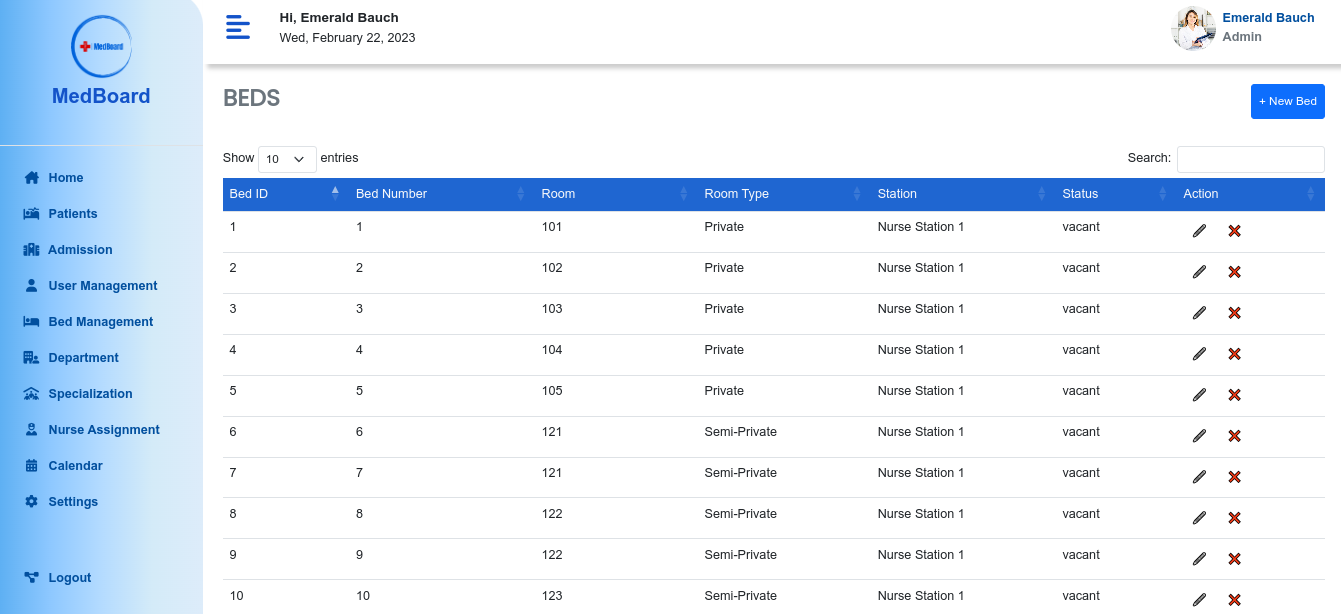 MedBoard
MedBoard
Home
Patients
Admission
User Management
Bed Management
Department
Specialization
Nurse Assignment
Calendar
Settings
Logout
Hi, Emerald Bauch
Wed, February 22, 2023
Emerald Bauch
Admin
BEDS
+ New Bed
Show 10 entries
Search:
Bed ID Bed Number Room Room Type Station Status Action
1 1 101 Private Nurse Station 1 vacant
2 2 102 Private Nurse Station 1 vacant
3 3 103 Private Nurse Station 1 vacant
4 4 104 Private Nurse Station 1 vacant
5 5 105 Private Nurse Station 1 vacant
6 6 121 Semi-Private Nurse Station 1 vacant
7 7 121 Semi-Private Nurse Station 1 vacant
8 8 122 Semi-Private Nurse Station 1 vacant
9 9 122 Semi-Private Nurse Station 1 vacant
10 10 123 Semi-Private Nurse Station 1 vacant